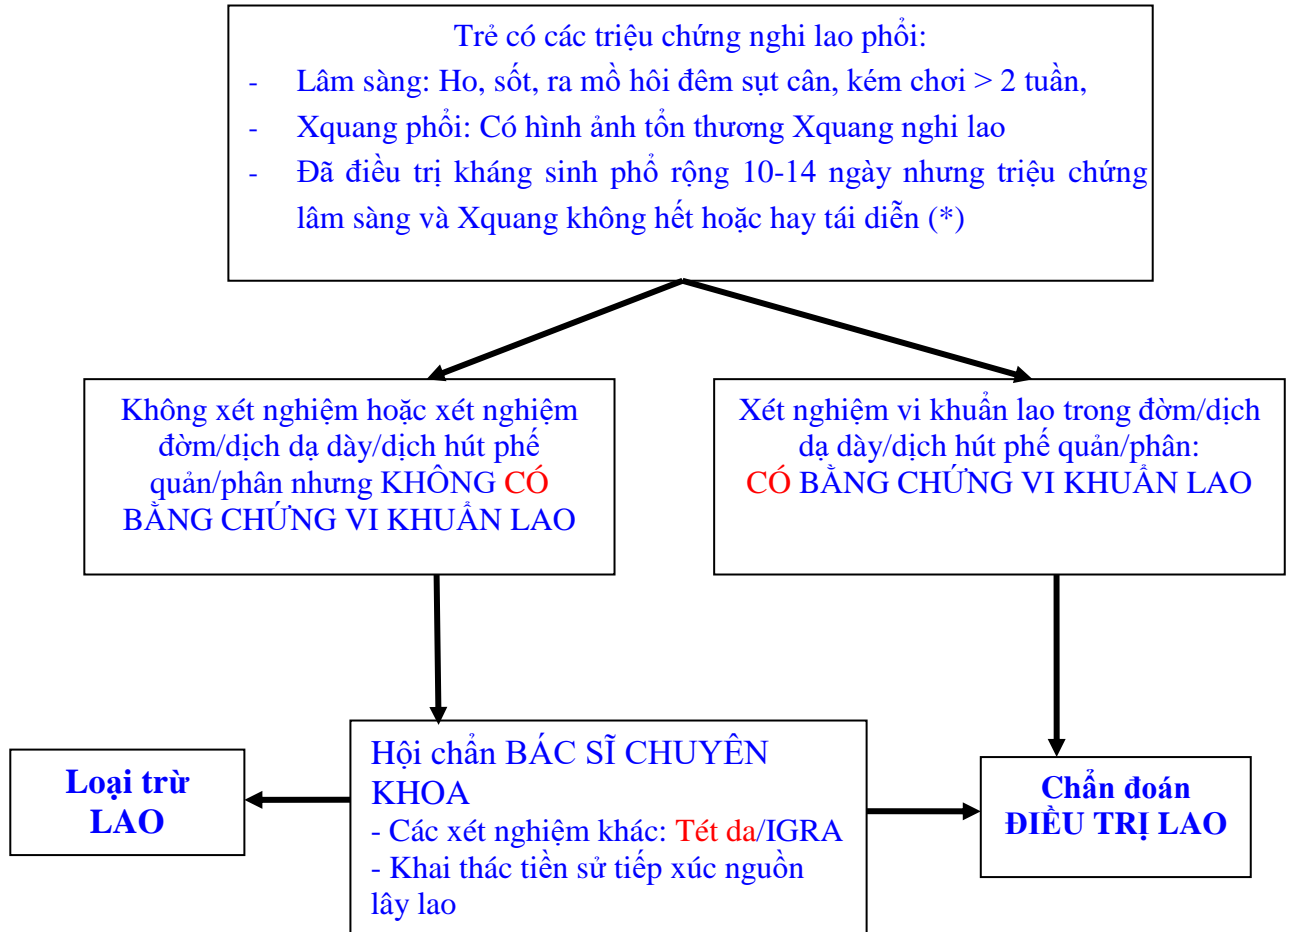 Trẻ có các triệu chứng nghi lao phổi:
- Lâm sàng: Ho, sốt, ra mồ hôi đêm sụt cân, kém chơi > 2 tuần,
- Xquang phổi: Có hình ảnh tổn thương Xquang nghi lao
- Đã điều trị kháng sinh phổ rộng 10-14 ngày nhưng triệu chứng
lâm sàng và Xquang không hết hoặc hay tái diễn (*)
Không xét nghiệm hoặc xét nghiệm
đờm/dịch dạ dày/dịch hút phế
quản/phân nhưng KHÔNG CÓ
BẰNG CHỨNG VI KHUẨN LAO
Xét nghiệm vi khuẩn lao trong đờm/dịch
dạ dày/dịch hút phế quản/phân:
CÓ BẰNG CHỨNG VI KHUẨN LAO
Loại trừ
LAO
Hội chẩn BÁC SĨ CHUYÊN
KHOA
- Các xét nghiệm khác: Tét da/IGRA
- Khai thác tiền sử tiếp xúc nguồn
lây lao
Chẩn đoán
ĐIỀU TRỊ LAO